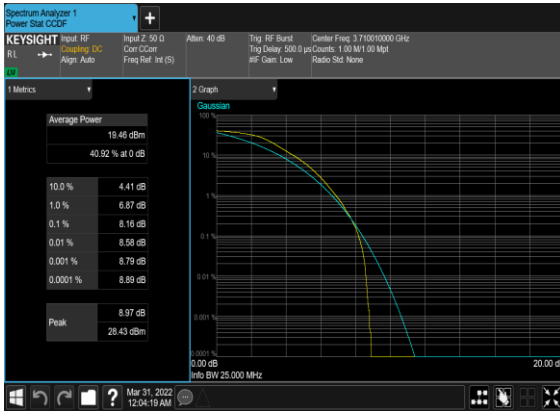 Spectrum Analyzer 1
Power Stat CCDF
KEYSIGHT
RL
Input: RF
Coupling: DC
Align: Auto
Input Z: 50 Ω
Corr CCorr
Freq Ref: Int (S)
Atten: 40 dB
Trig: RF Burst
Trig Delay: 500.0 µs
#IF Gain: Low
Center Freq: 3.710010000 GHz
Counts: 1.00 M/1.00 Mpt
Radio Std: None
1 Metrics
Average Power
19.46 dBm
40.92 % at 0 dB
10.0 % 4.41 dB
1.0 % 6.87 dB
0.1 % 8.16 dB
0.01 % 8.58 dB
0.001 % 8.79 dB
0.0001 % 8.89 dB
Peak
8.97 dB
28.43 dBm
2 Graph
Gaussian
100 %
10 %
1 %
0.1 %
0.01 %
0.001 %
0.0001 %
0.00 dB 20.00 dB
Info BW 25.000 MHz
Mar 31, 2022
12:04:19 AM